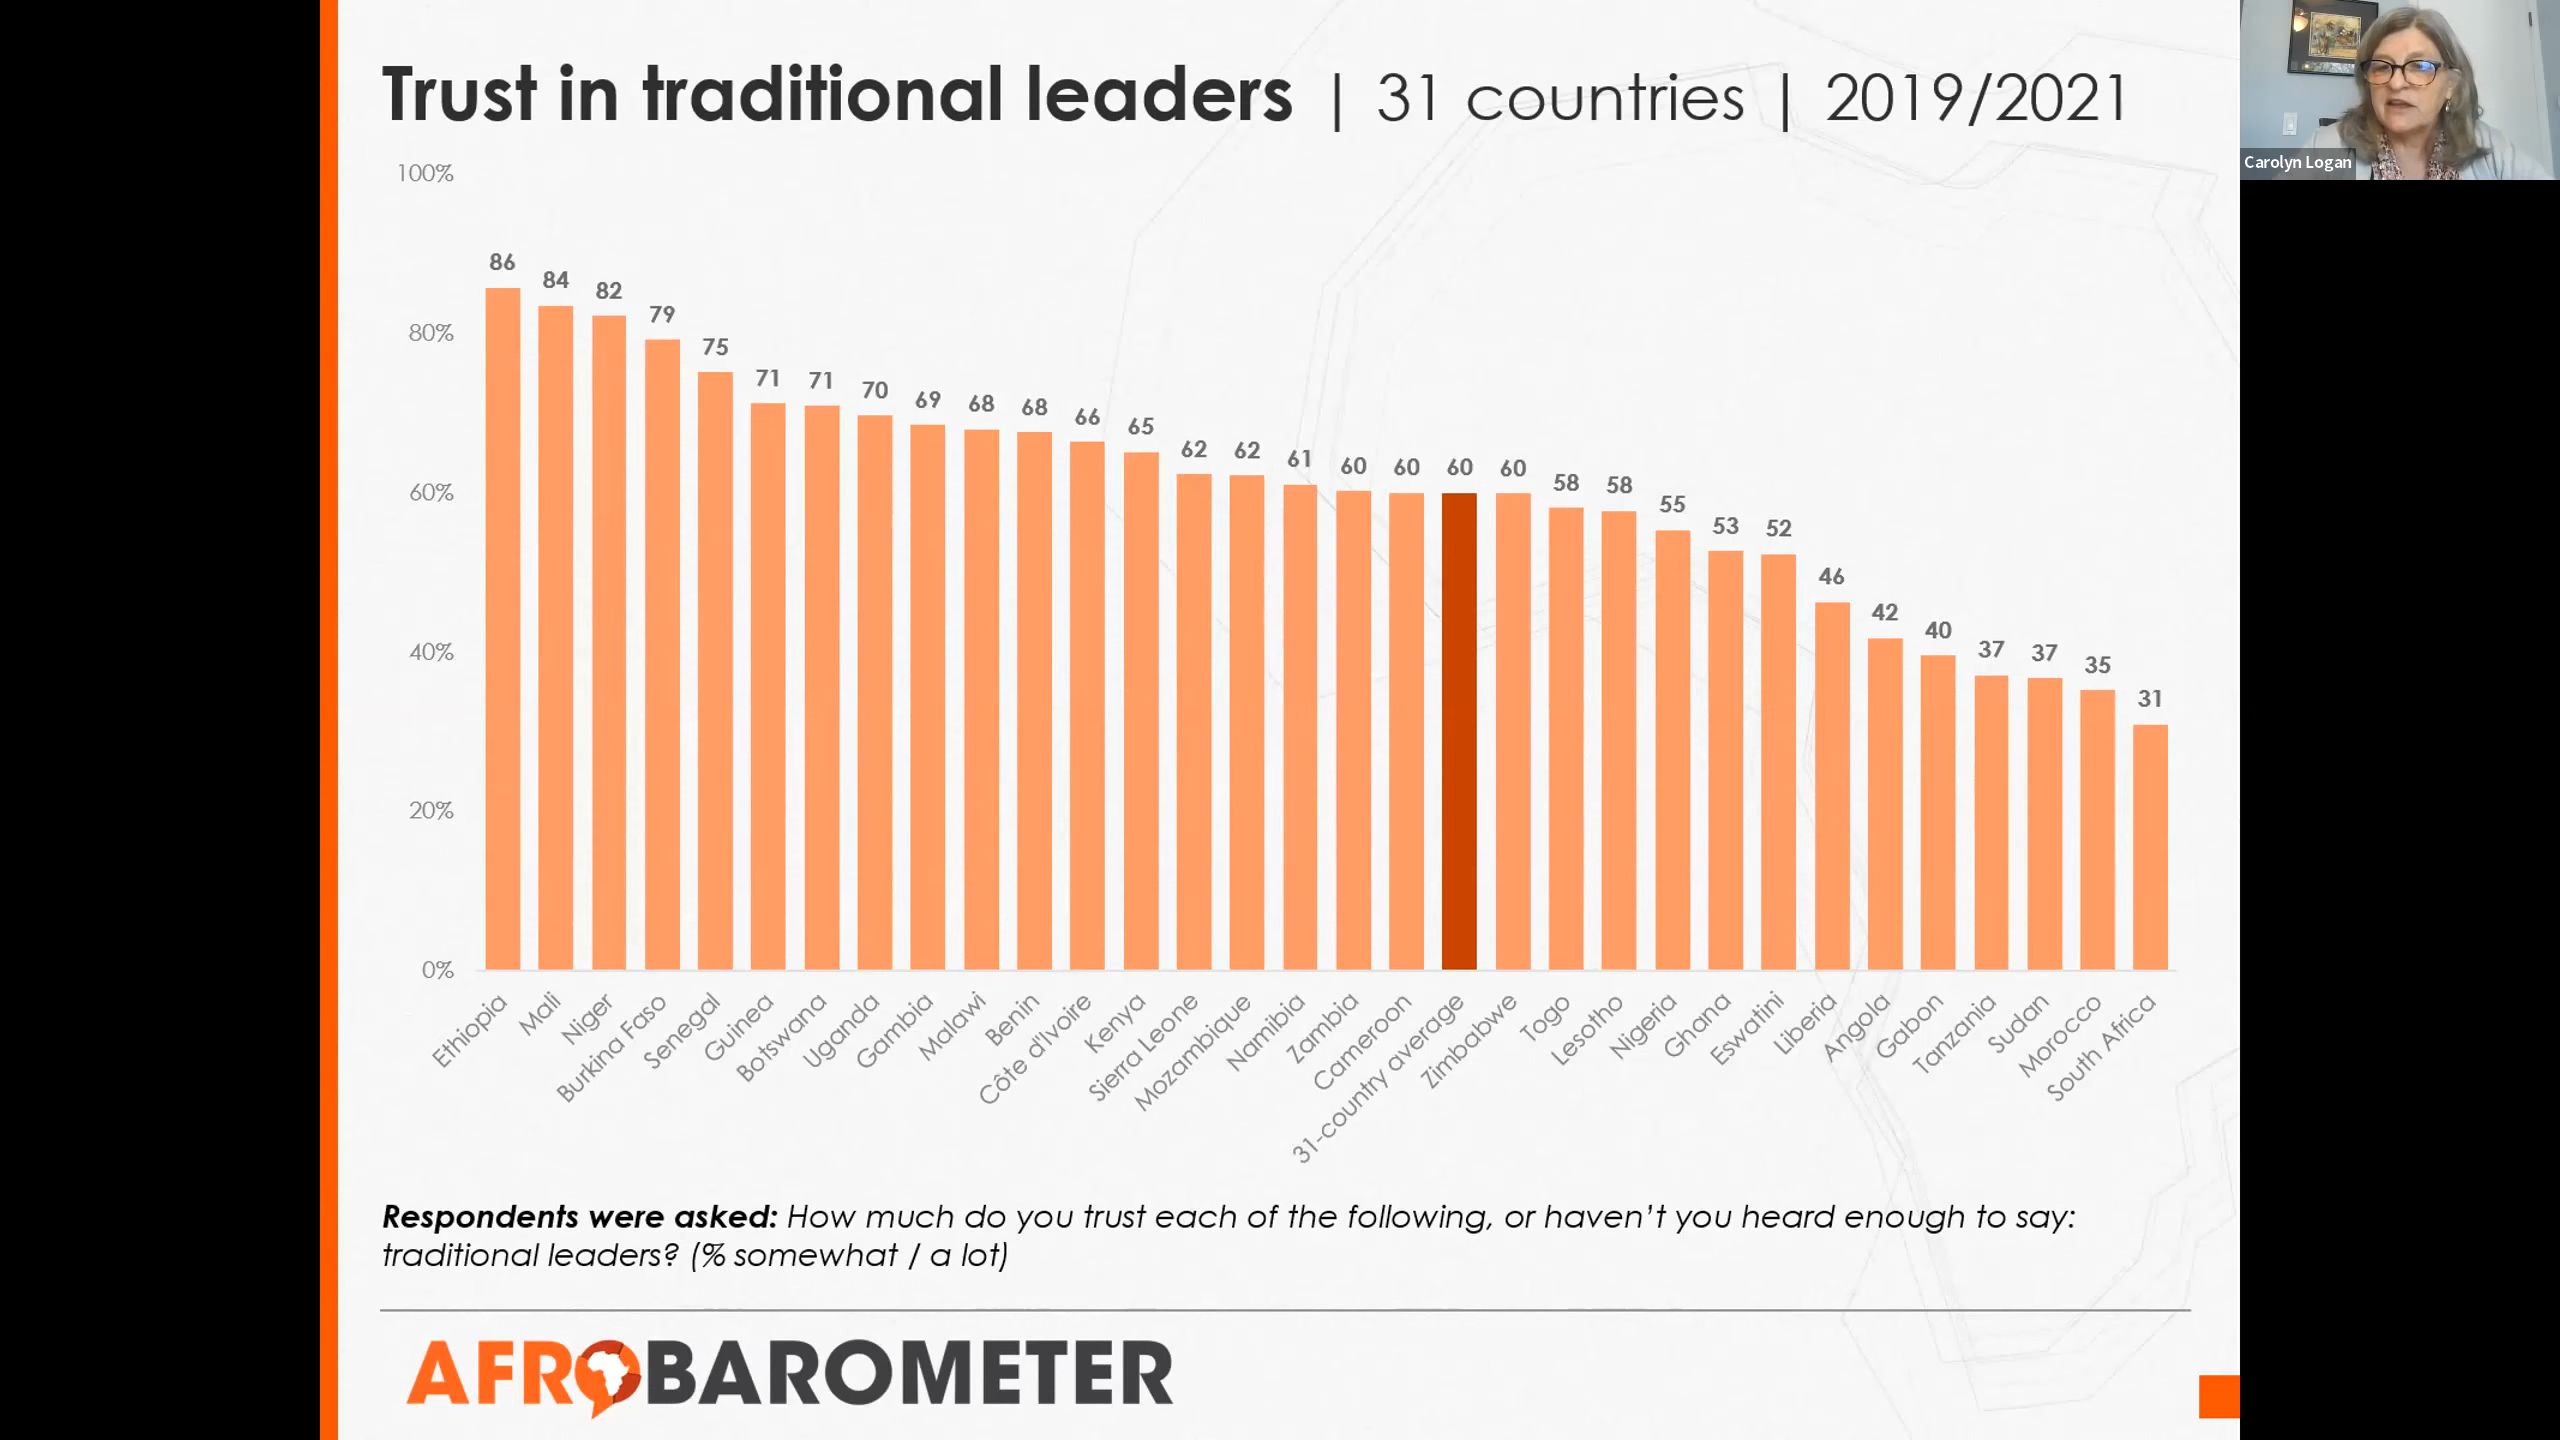 Trust in traditional leaders | 31 countries | 2019/2021
Carolyn Logan
100%
80%
60%
40%
20%
0%
86
84
82
79
75
71
71
70
69
68
68
66
65
62
62
61
60
60
60
60
58
58
55
53
52
46
42
40
37
37
35
31
Ethiopia
Mali
Niger
Burkina Faso
Senegal
Guinea
Botswana
Uganda
Gambia
Malawi
Benin
Côte d'Ivoire
Kenya
Sierra Leone
Mozambique
Namibia
Zambia
Cameroon
31-country average
Zimbabwe
Togo
Lesotho
Nigeria
Ghana
Eswatini
Liberia
Angola
Gabon
Tanzania
Sudan
Morocco
South Africa
Respondents were asked: How much do you trust each of the following, or haven’t you heard enough to say:
traditional leaders? (% somewhat / a lot)
AFROBAROMETER